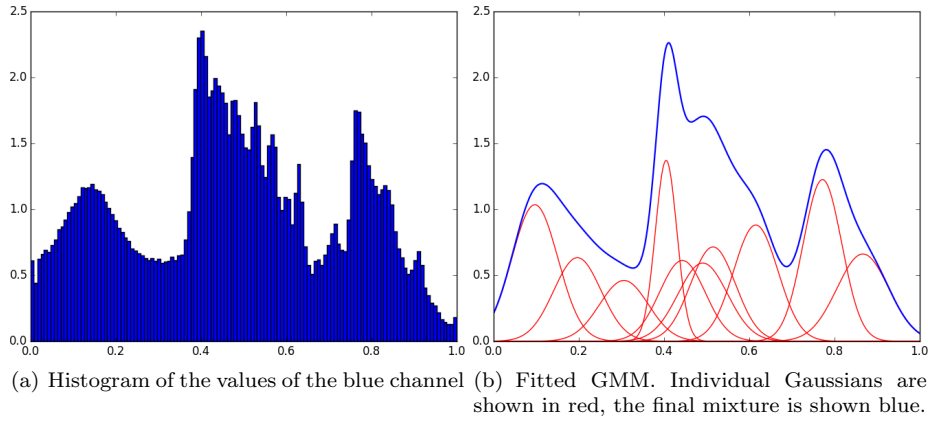 2.5
2.0
1.5
1.0
0.5
0.0
0.0 0.2 0.4 0.6 0.8 1.0
(a) Histogram of the values of the blue channel
2.5
2.0
1.5
1.0
0.5
0.0
0.0 0.2 0.4 0.6 0.8 1.0
(b) Fitted GMM. Individual Gaussians are
shown in red, the final mixture is shown blue.